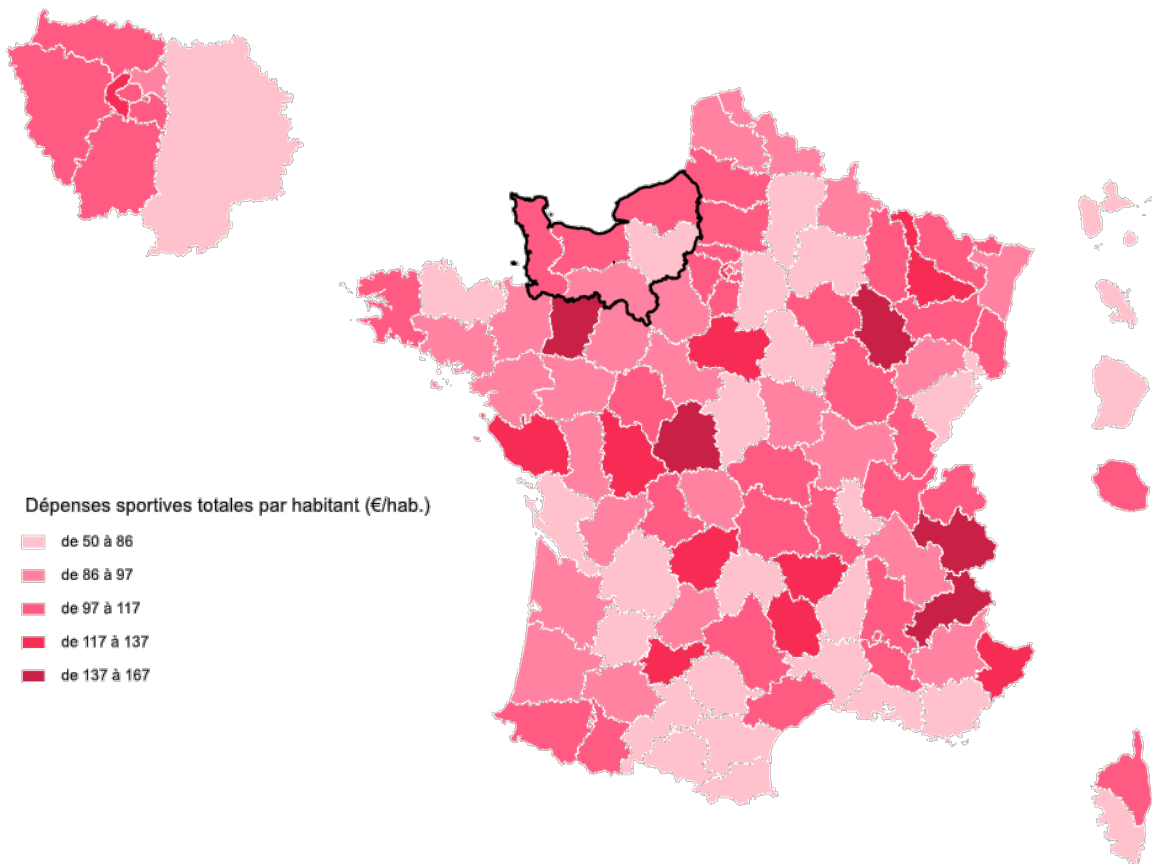 Dépenses sportives totales par habitant (€/hab.)
de 50 à 86
de 86 à 97
de 97 à 117
de 117 à 137
de 137 à 167